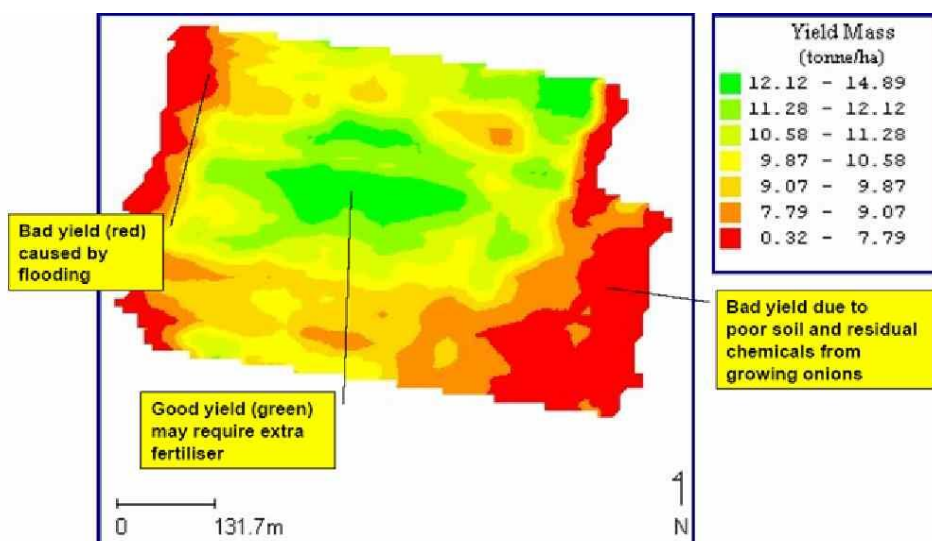 Yield Mass
(tonne/ha)
12.12 - 14.89
11.28 - 12.12
10.58 - 11.28
9.87 - 10.58
9.07 - 9.87
7.79 - 9.07
0.32 - 7.79
Bad yield (red)
caused by
flooding
Bad yield due to
poor soil and residual
chemicals from
growing onions
Good yield (green)
may require extra
fertiliser
0 131.7m
N